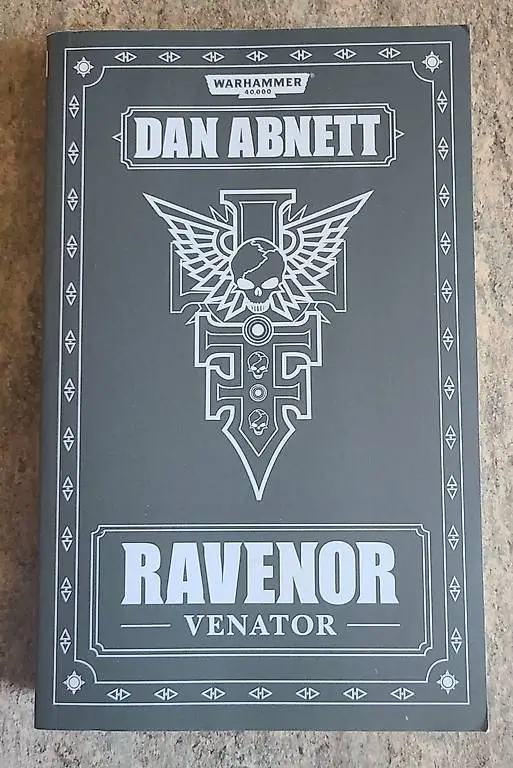 WARHAMMER
40,000
DAN ABNETT
RAVENOR
VENATOR